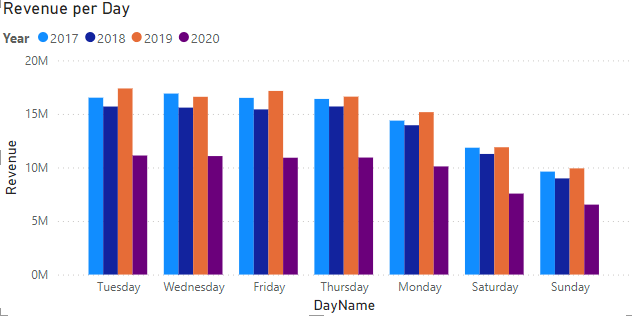 Revenue per Day
Year 2017 2018 2019 2020
20M
15M
10M
5M
0M
Revenue
Tuesday Wednesday Friday Thursday Monday Saturday Sunday
DayName